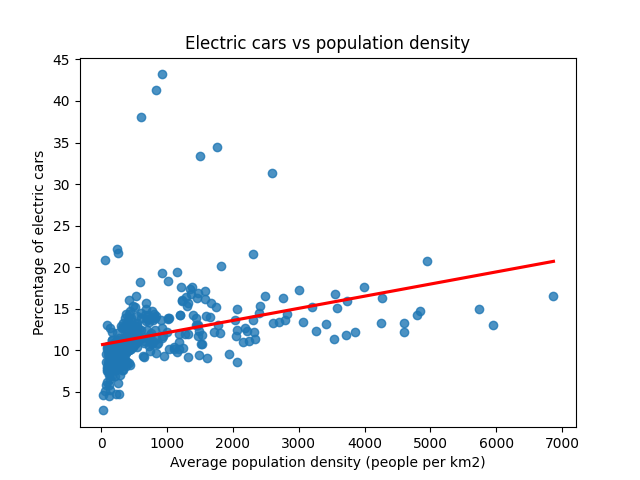 Electric cars vs population density
45
40
35
30
25
20
15
10
5
Percentage of electric cars
0 1000 2000 3000 4000 5000 6000 7000
Average population density (people per km2)